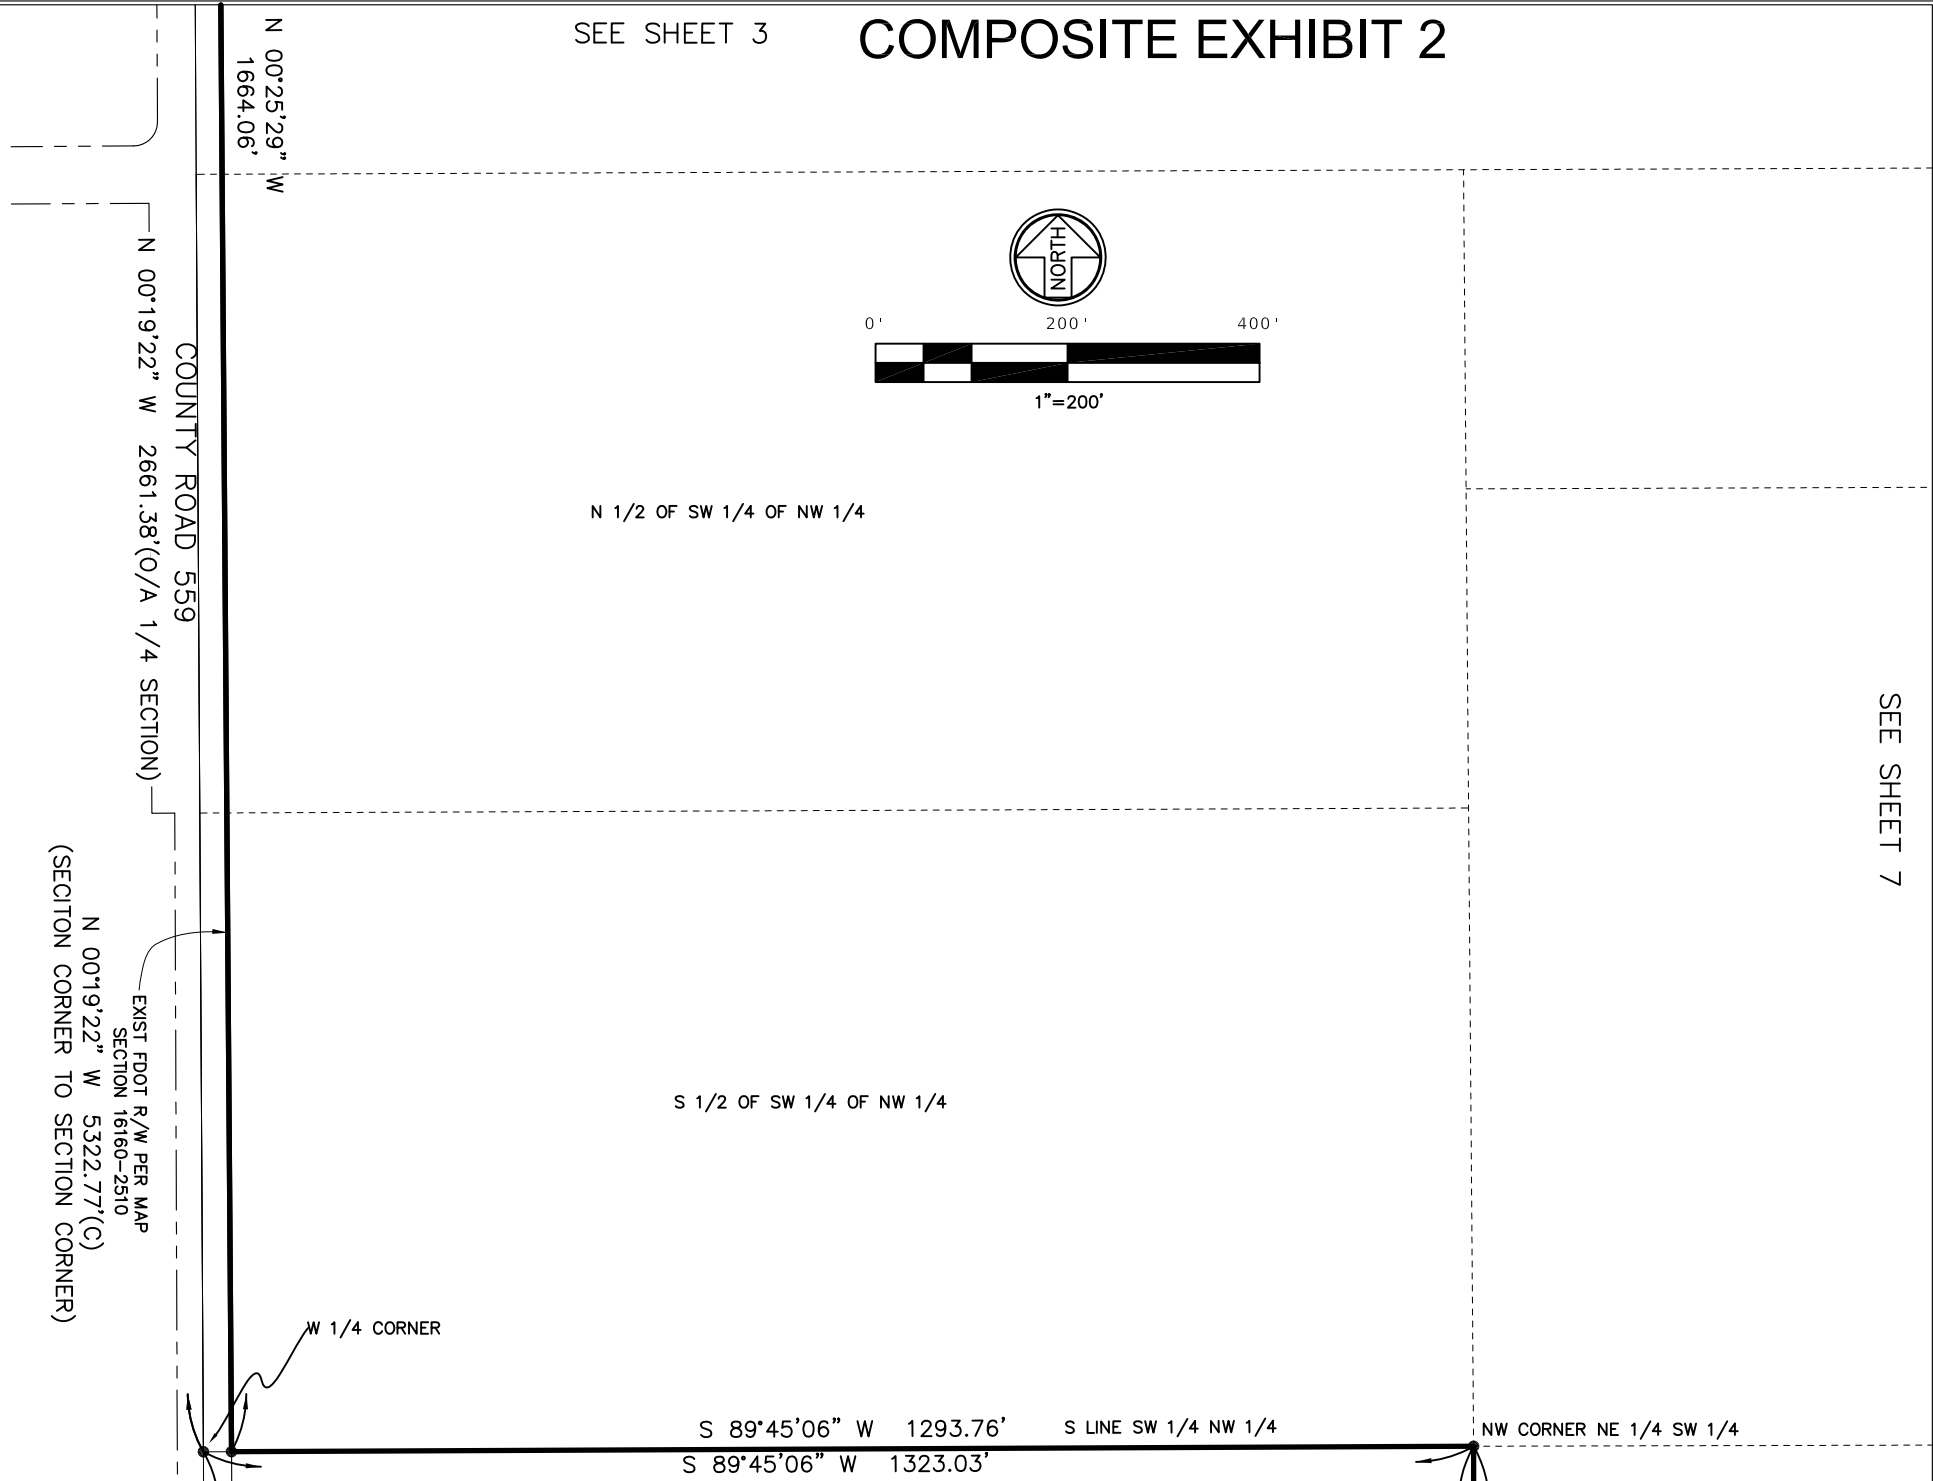 SEE SHEET 3
COMPOSITE EXHIBIT 2
N 00°25'29" W
1664.06'
NORTH
0'
200'
400'
1"=200'
COUNTY ROAD 559
N 00°19'22" W 2661.38'(O/A 1/4 SECTION)
N 1/2 OF SW 1/4 OF NW 1/4
SEE SHEET 7
EXIST FDOT R/W PER MAP
SECTION 16160-2510
N 00°19'22" W 5322.77'(C)
(SECITON CORNER TO SECTION CORNER)
S 1/2 OF SW 1/4 OF NW 1/4
W 1/4 CORNER
S 89°45'06" W 1293.76'
S LINE SW 1/4 NW 1/4
NW CORNER NE 1/4 SW 1/4
S 89°45'06" W 1323.03'